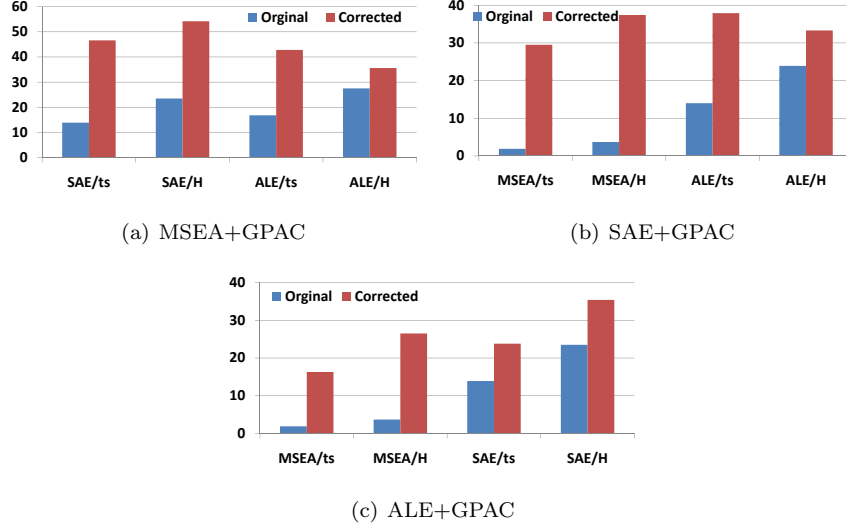 60
50
40
30
20
10
0
Orginal Corrected
SAE/ts SAE/H ALE/ts ALE/H
(a) MSEA+GPAC
40
30
20
10
0
Orginal Corrected
MSEA/ts MSEA/H ALE/ts ALE/H
(b) SAE+GPAC
40
30
20
10
0
Orginal Corrected
MSEA/ts MSEA/H SAE/ts SAE/H
(c) ALE+GPAC